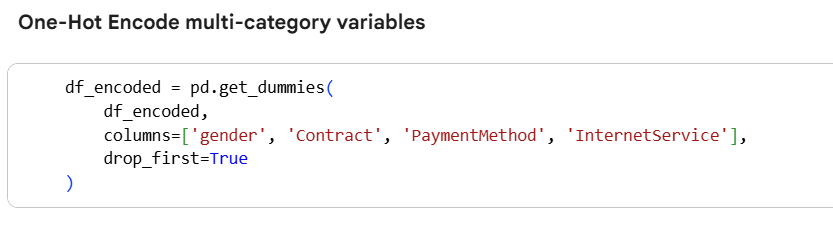 One-Hot Encode multi-category variables
df_encoded = pd.get_dummies(
    df_encoded,
    columns=['gender', 'Contract', 'PaymentMethod', 'InternetService'],
    drop_first=True
)